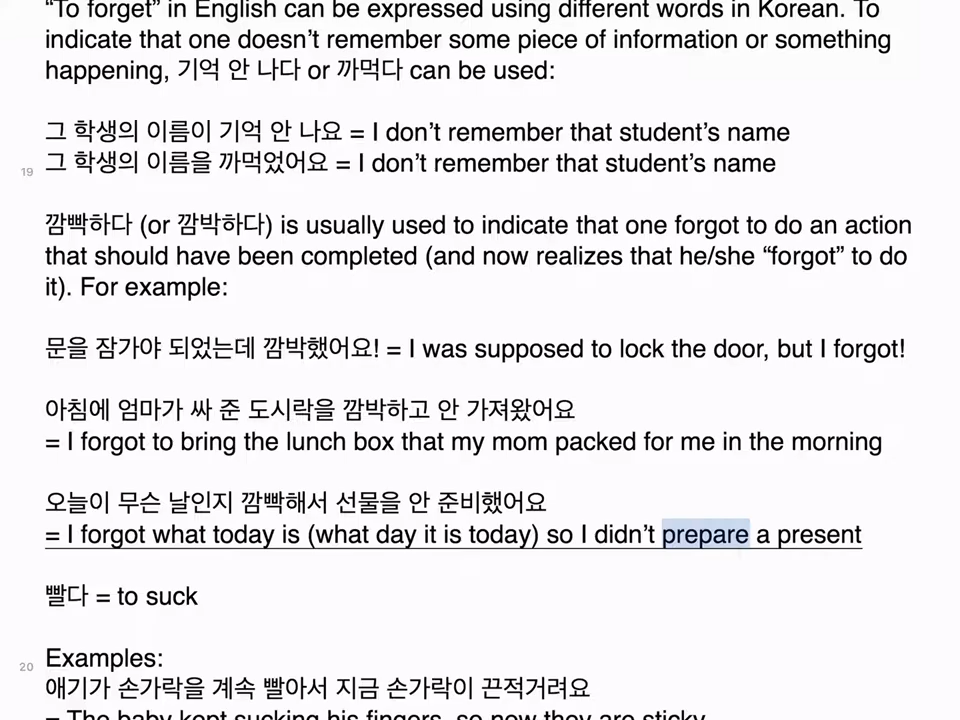 “To forget” in English can be expressed using different words in Korean. To
indicate that one doesn’t remember some piece of information or something
happening, 기억 안 나다 or 까먹다 can be used:
그 학생의 이름이 기억 안 나요 = I don’t remember that student’s name
19 그 학생의 이름을 까먹었어요 = I don’t remember that student’s name
깜빡하다 (or 깜박하다) is usually used to indicate that one forgot to do an action
that should have been completed (and now realizes that he/she “forgot” to do
it). For example:
문을 잠가야 되었는데 깜박했어요! = I was supposed to lock the door, but I forgot!
아침에 엄마가 싸 준 도시락을 깜박하고 안 가져왔어요
= I forgot to bring the lunch box that my mom packed for me in the morning
오늘이 무슨 날인지 깜빡해서 선물을 안 준비했어요
= I forgot what today is (what day it is today) so I didn’t prepare a present
빨다 = to suck
20 Examples:
애기가 손가락을 계속 빨아서 지금 손가락이 끈적거려요
= The baby kept sucking his fingers, so now they are sticky